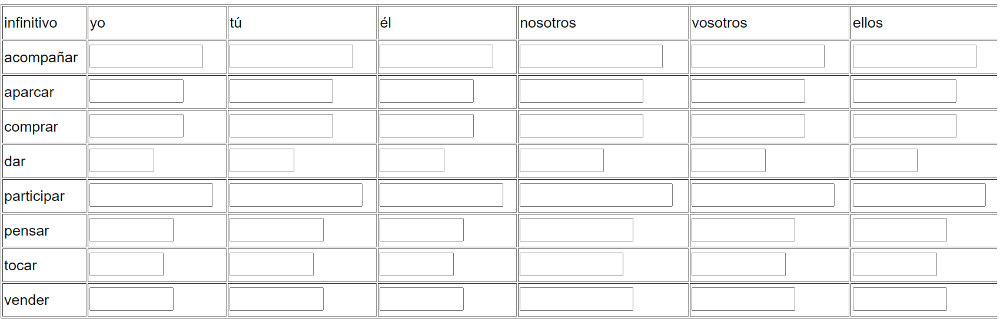 infinitivo yo tú él nosotros vosotros ellos
acompañar
aparcar
comprar
dar
participar
pensar
tocar
vender